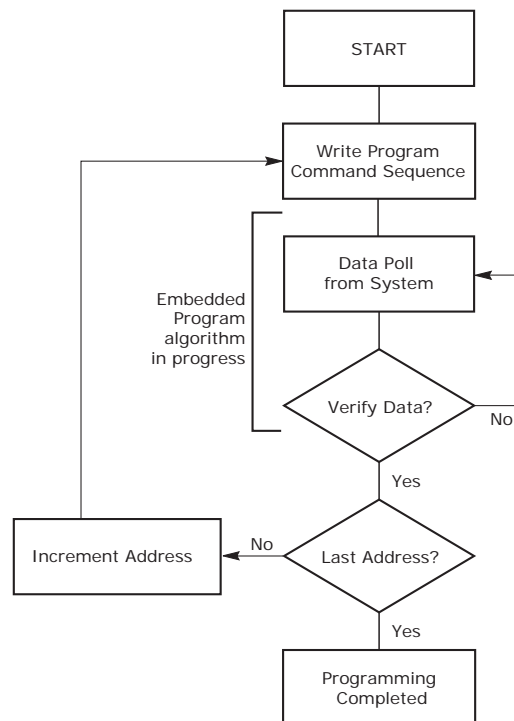 START
Write Program
Command Sequence
Data Poll
from System
Embedded
Program
algorithm
in progress
Verify Data?
No
Yes
Last Address?
No
Increment Address
Yes
Programming
Completed